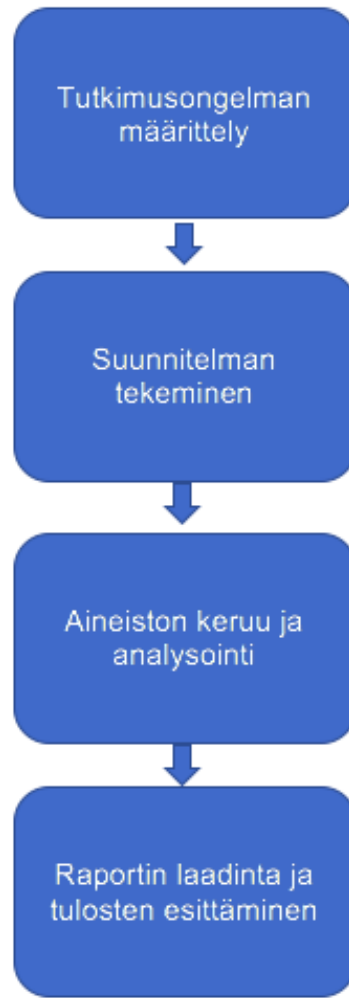 Tutkimusongelman
määrittely
Suunnitelman
tekeminen
Aineiston keruu ja
analysointi
Raportin laadinta ja
tulosten esittäminen